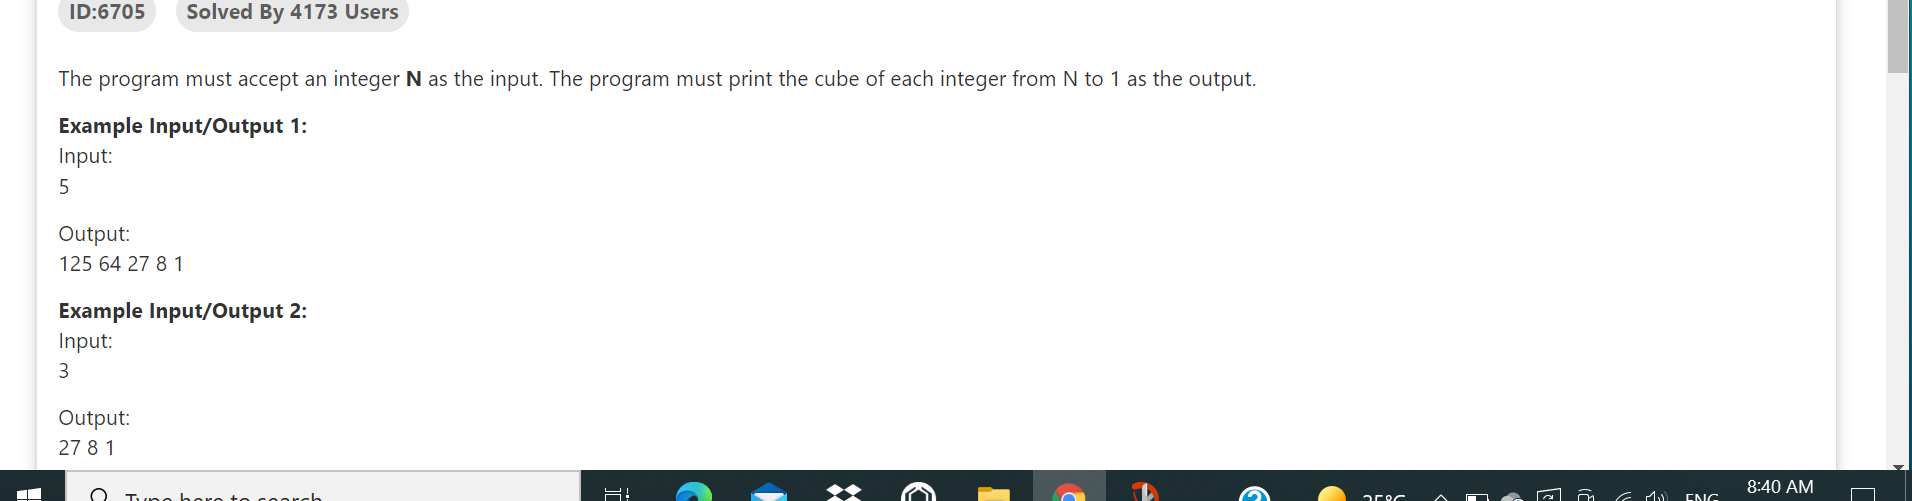 ID:6705 Solved By 4173 Users
The program must accept an integer N as the input. The program must print the cube of each integer from N to 1 as the output.
Example Input/Output 1:
Input:
5
Output:
125 64 27 8 1
Example Input/Output 2:
Input:
3
Output:
27 8 1
Type here to search
25°C ENG 8:40 AM